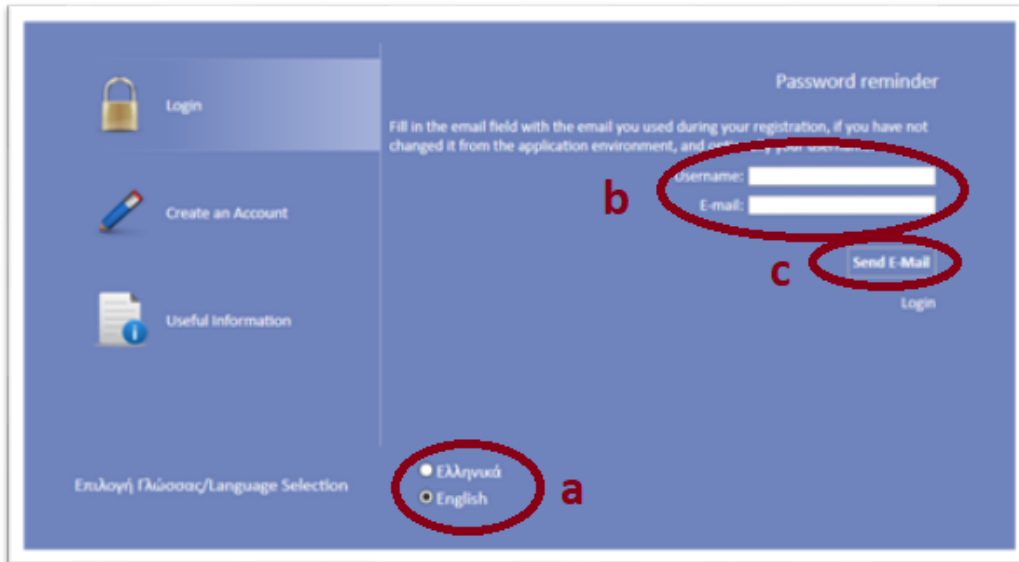 Login
Create an Account
Useful Information
Password reminder
Fill in the email field with the email you used during your registration, if you have not
changed it from the application environment, and your
Username:
E-mail:
b
Send E-Mail
c
Login
Επιλογή Γλώσσας/Language Selection
Ελληνικά
English
a